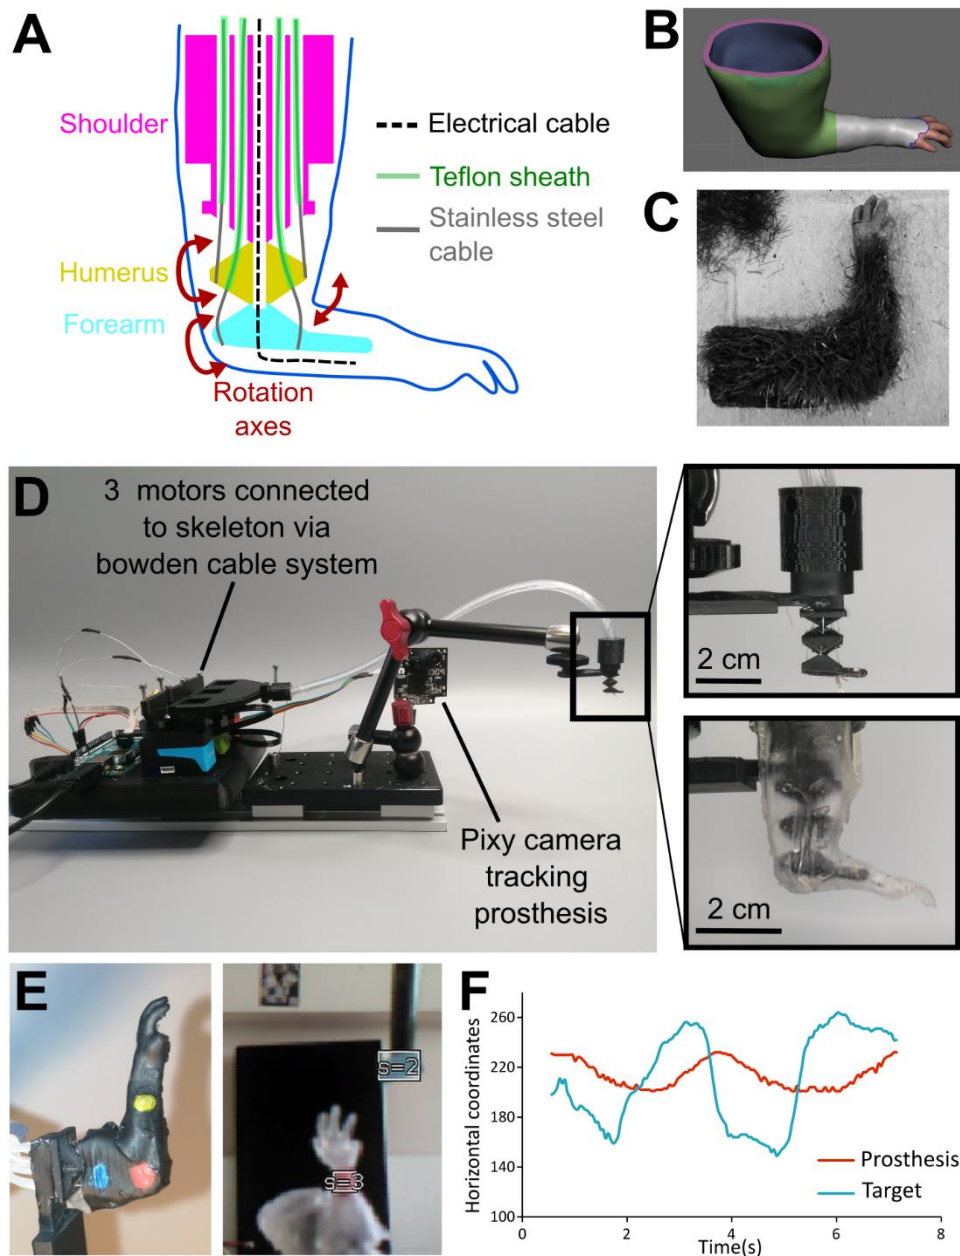 A
Shoulder
Humerus
Forearm
Rotation
axes
Electrical cable
Teflon sheath
Stainless steel
cable
B
C
D
3 motors connected
to skeleton via
bowden cable system
Pixy camera
tracking
prosthesis
2 cm
2 cm
E
s=2
s=3
F
Horizontal coordinates
260
220
180
140
100
0
2
4
6
8
Time(s)
Prosthesis
Target